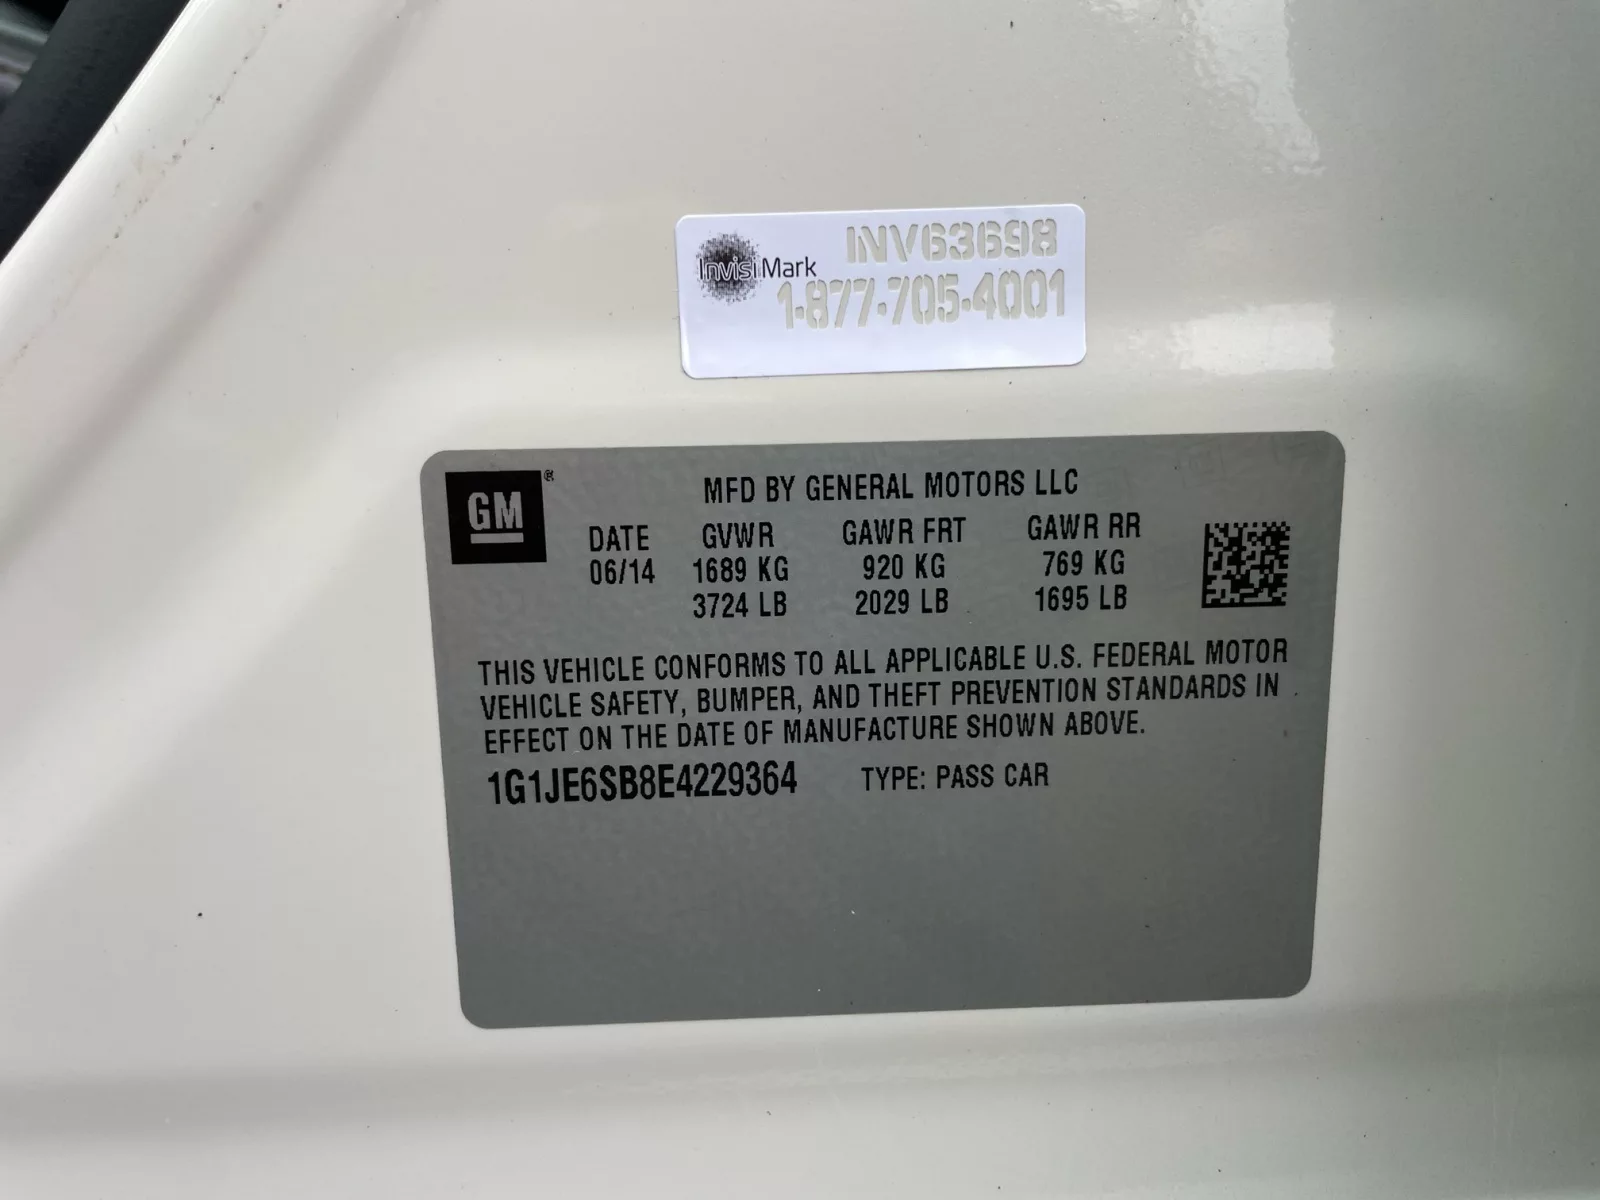 InvisiMark
INV63698
1-877-705-4001
GM®
MFD BY GENERAL MOTORS LLC
DATE GVWR GAWR FRT GAWR RR
06/14 1689 KG 920 KG 769 KG
3724 LB 2029 LB 1695 LB
THIS VEHICLE CONFORMS TO ALL APPLICABLE U.S. FEDERAL MOTOR
VEHICLE SAFETY, BUMPER, AND THEFT PREVENTION STANDARDS IN
EFFECT ON THE DATE OF MANUFACTURE SHOWN ABOVE.
1G1JE6SB8E4229364 TYPE: PASS CAR